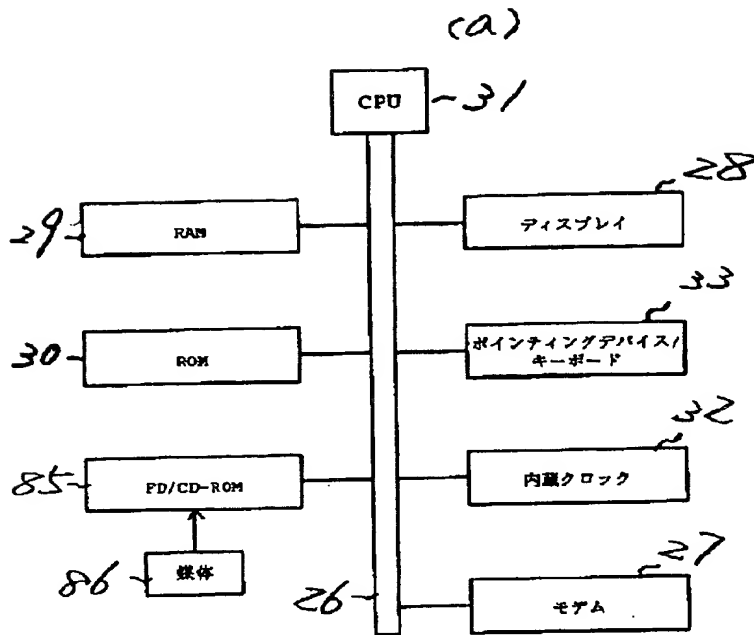 (a)
CPU
31
28
29
RAM
ディスプレイ
33
30
ROM
ポインティングデバイス/
キーボード
32
85
FD/CD-ROM
内蔵クロック
86
媒体
26
27
モデム